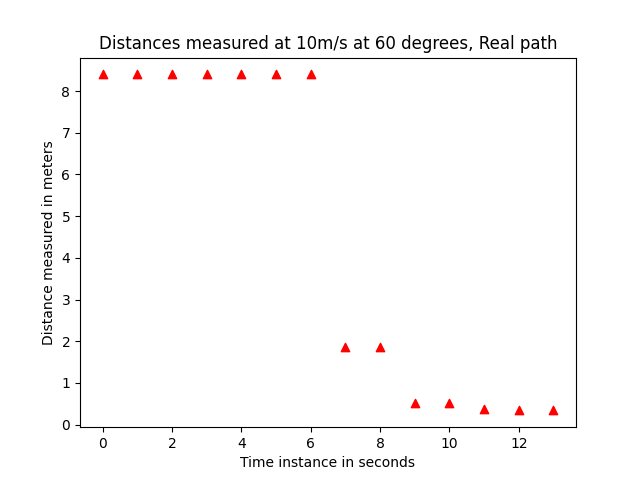 Distances measured at 10m/s at 60 degrees, Real path
8
7
6
5
4
3
2
1
0
Distance measured in meters
0 2 4 6 8 10 12
Time instance in seconds